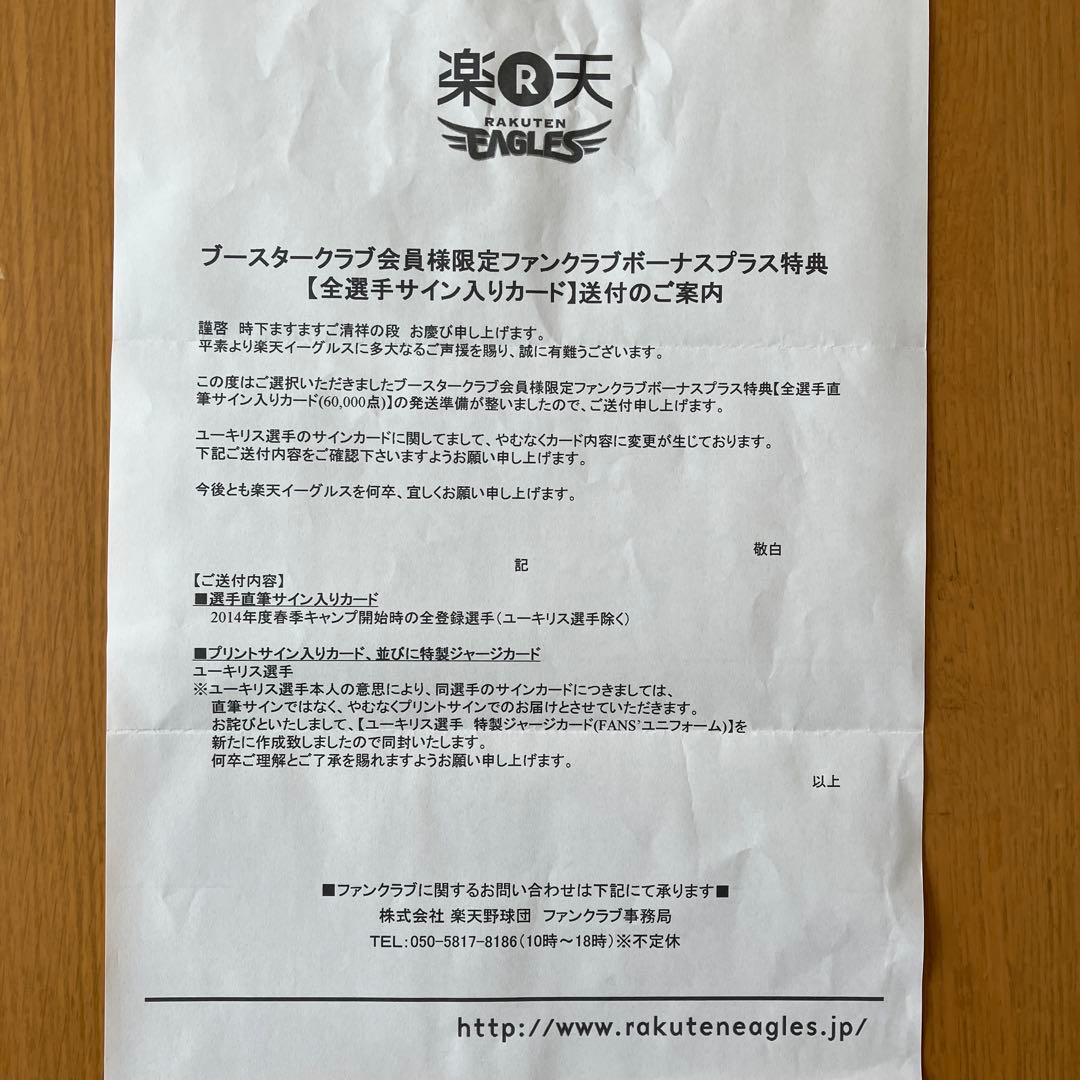 楽R天
RAKUTEN
EAGLES
ブースタークラブ会員様限定ファンクラブボーナスプラス特典
【全選手サイン入りカード】送付のご案内
謹啓 時下ますますご清祥の段 お慶び申し上げます。
平素より楽天イーグルスに多大なるご声援を賜り、誠に有難うございます。
この度はご選択いただきましたブースタークラブ会員様限定ファンクラブボーナスプラス特典【全選手直
筆サイン入りカード(60,000点)】の発送準備が整いましたので、ご送付申し上げます。
ユーキリス選手のサインカードに関してまして、やむなくカード内容に変更が生じております。
下記ご送付内容をご確認下さいますようお願い申し上げます。
今後とも楽天イーグルスを何卒、宜しくお願い申し上げます。
敬白
記
【ご送付内容】
■選手直筆サイン入りカード
2014年度春季キャンプ開始時の全登録選手(ユーキリス選手除く)
■プリントサイン入りカード、並びに特製ジャージカード
ユーキリス選手
※ユーキリス選手本人の意思により、同選手のサインカードにつきましては、
直筆サインではなく、やむなくプリントサインでのお届けとさせていただきます。
お詫びといたしまして、【ユーキリス選手 特製ジャージカード(FANS'ユニフォーム)】を
新たに作成致しましたので同封いたします。
何卒ご理解とご了承を賜れますようお願い申し上げます。
以上
■ファンクラブに関するお問い合わせは下記にて承ります■
株式会社 楽天野球団 ファンクラブ事務局
TEL:050-5817-8186(10時～18時)※不定休
http://www.rakuteneagles.jp/